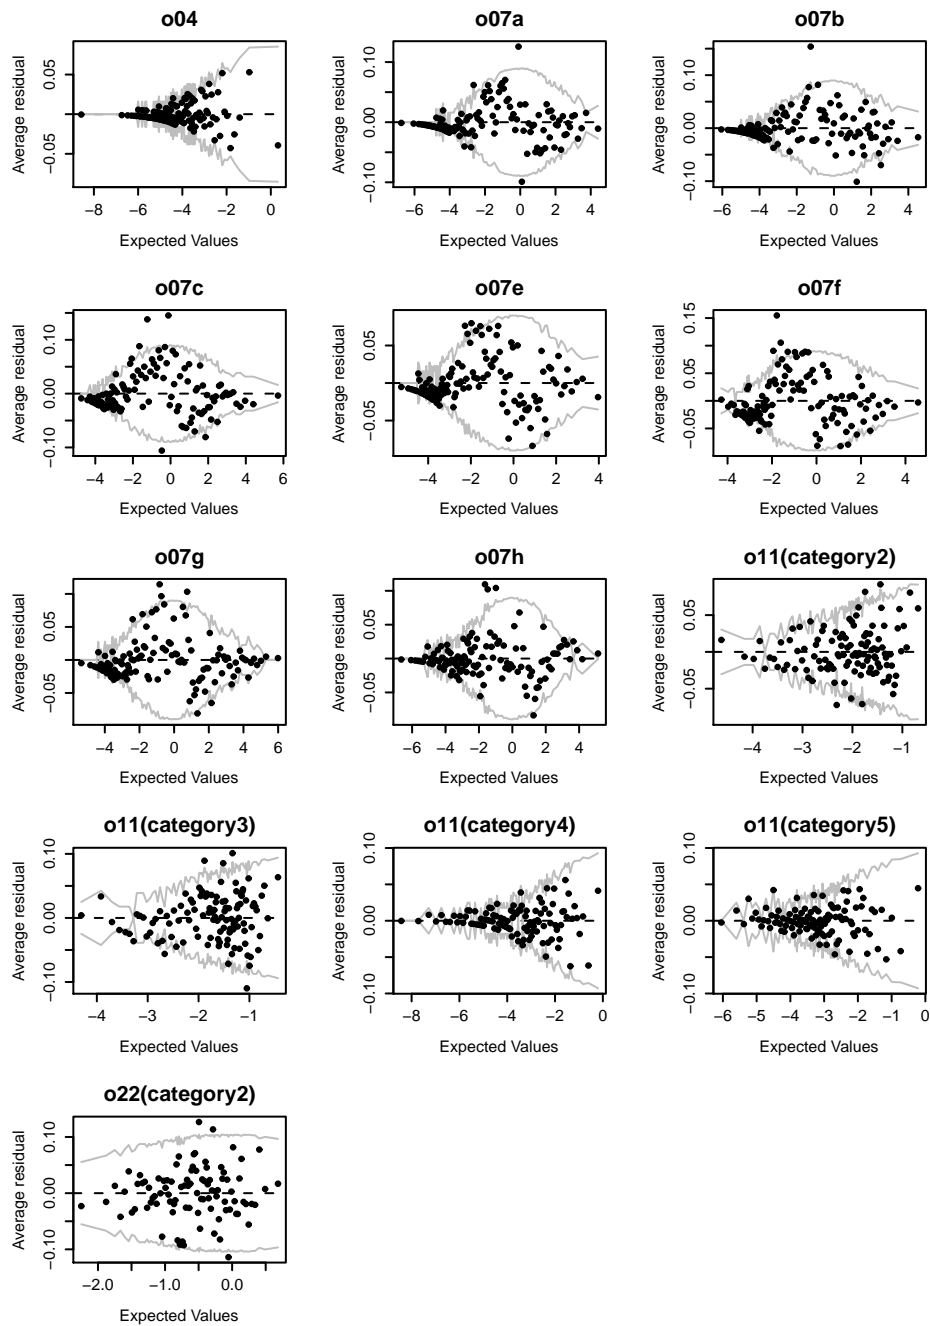 o04
o07a
o07b
Average residual
−0.05
0.05
−8 −6 −4 −2 0
Expected Values
Average residual
−0.10
0.00
0.10
−6 −4 −2 0 2 4
Expected Values
Average residual
−0.10
0.00
0.10
−6 −4 −2 0 2 4
Expected Values
o07c
o07e
o07f
Average residual
−0.10
0.00
0.10
−4 −2 0 2 4 6
Expected Values
Average residual
−0.05
0.05
−4 −2 0 2 4
Expected Values
Average residual
−0.05
0.05
0.15
−4 −2 0 2 4
Expected Values
o07g
o07h
o11(category2)
Average residual
−0.05
0.05
−4 −2 0 2 4 6
Expected Values
Average residual
−0.05
0.05
−6 −4 −2 0 2 4
Expected Values
Average residual
−0.05
0.05
−4 −3 −2 −1
Expected Values
o11(category3)
o11(category4)
o11(category5)
Average residual
−0.10
0.00
0.10
−4 −3 −2 −1
Expected Values
Average residual
−0.10
0.00
0.10
−8 −6 −4 −2 0
Expected Values
Average residual
−0.10
0.00
0.10
−6 −5 −4 −3 −2 −1 0
Expected Values
o22(category2)
Average residual
−0.10
0.00
0.10
−2.0 −1.0 0.0
Expected Values